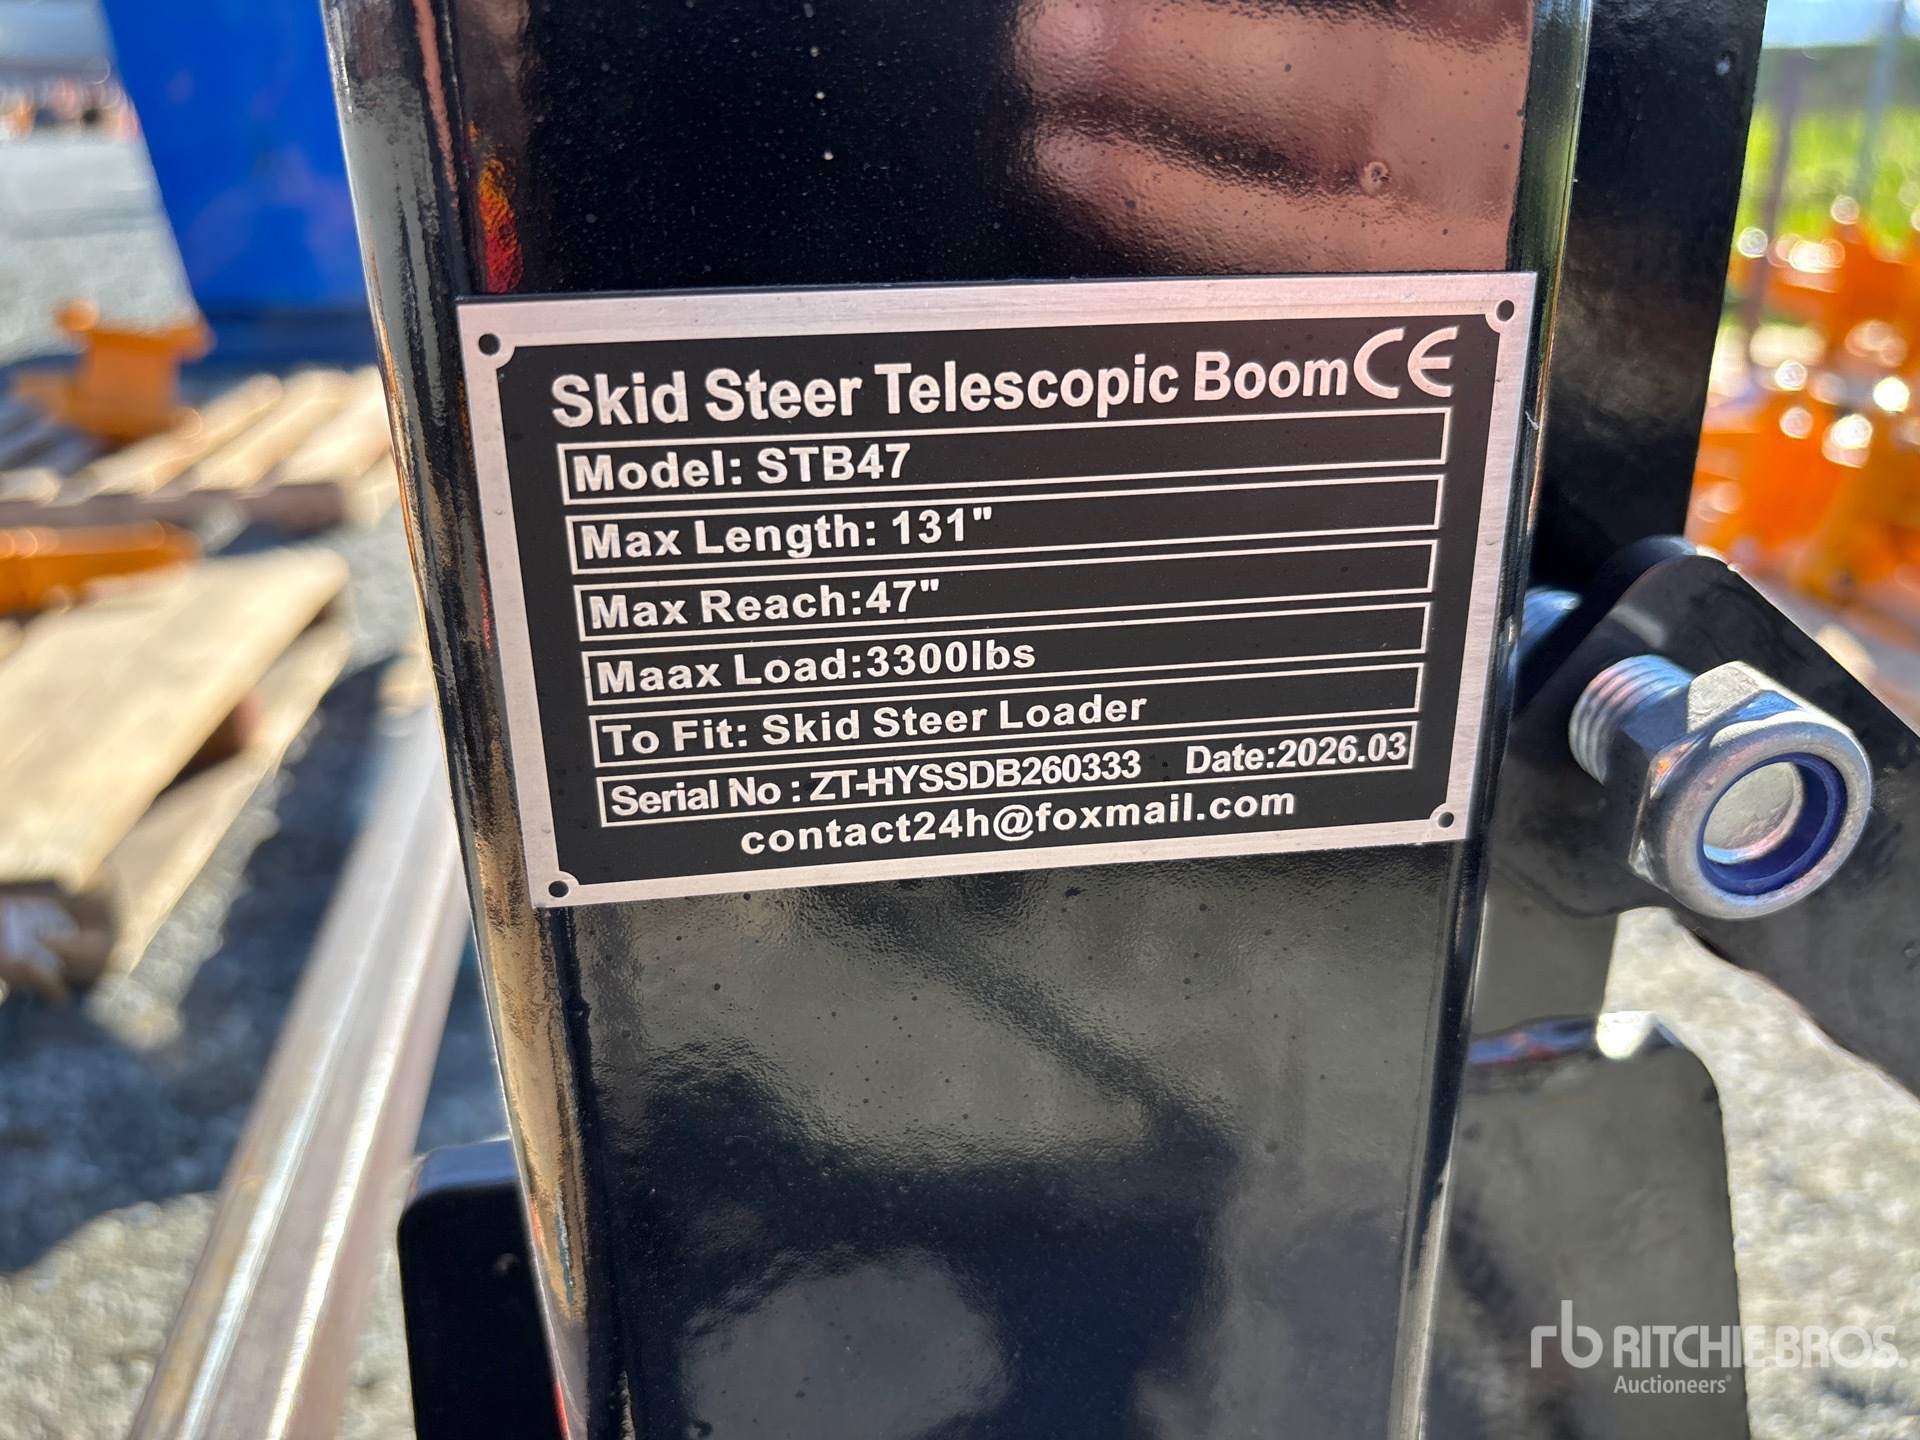 Skid Steer Telescopic Boom CE
Model: STB47
Max Length: 131"
Max Reach:47"
Maax Load:3300lbs
To Fit: Skid Steer Loader
Serial No : ZT-HYSSDB260333 Date:2026.03
contact24h@foxmail.com
rb RITCHIE BROS.
Auctioneers